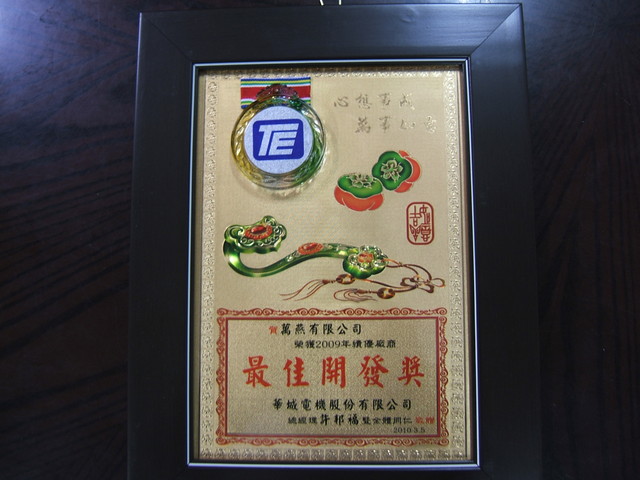 TE
心想事成
萬事如意
賀 萬燕有限公司
榮獲2009年績優廠商
最佳開發獎
華城電機股份有限公司
總經理 許邦福 暨全體同仁 敬贈
2010.3.5